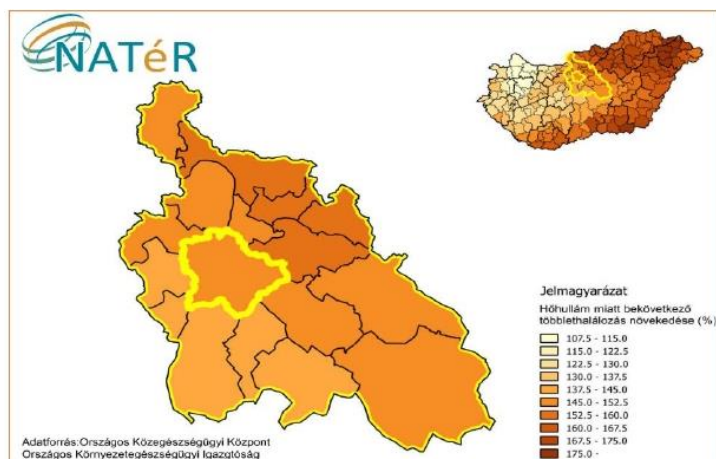 NATéR
Jelmagyarázat
Hőhullám miatt bekövetkező
többlethalálozás növekedése (%)
107.5 - 115.0
115.0 - 122.5
122.5 - 130.0
130.0 - 137.5
137.5 - 145.0
145.0 - 152.5
152.5 - 160.0
160.0 - 167.5
167.5 - 175.0
175.0 -
Adatforrás:Országos Közegészségügyi Központ
Országos Környezetegészségügyi Igazgtóság